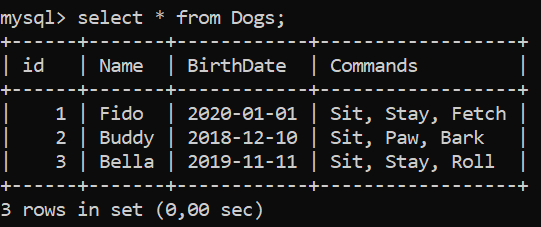 mysql> select * from Dogs;
+------+-------+------------+------------------+
| id   | Name  | BirthDate  | Commands         |
+------+-------+------------+------------------+
|    1 | Fido  | 2020-01-01 | Sit, Stay, Fetch |
|    2 | Buddy | 2018-12-10 | Sit, Paw, Bark   |
|    3 | Bella | 2019-11-11 | Sit, Stay, Roll  |
+------+-------+------------+------------------+
3 rows in set (0,00 sec)